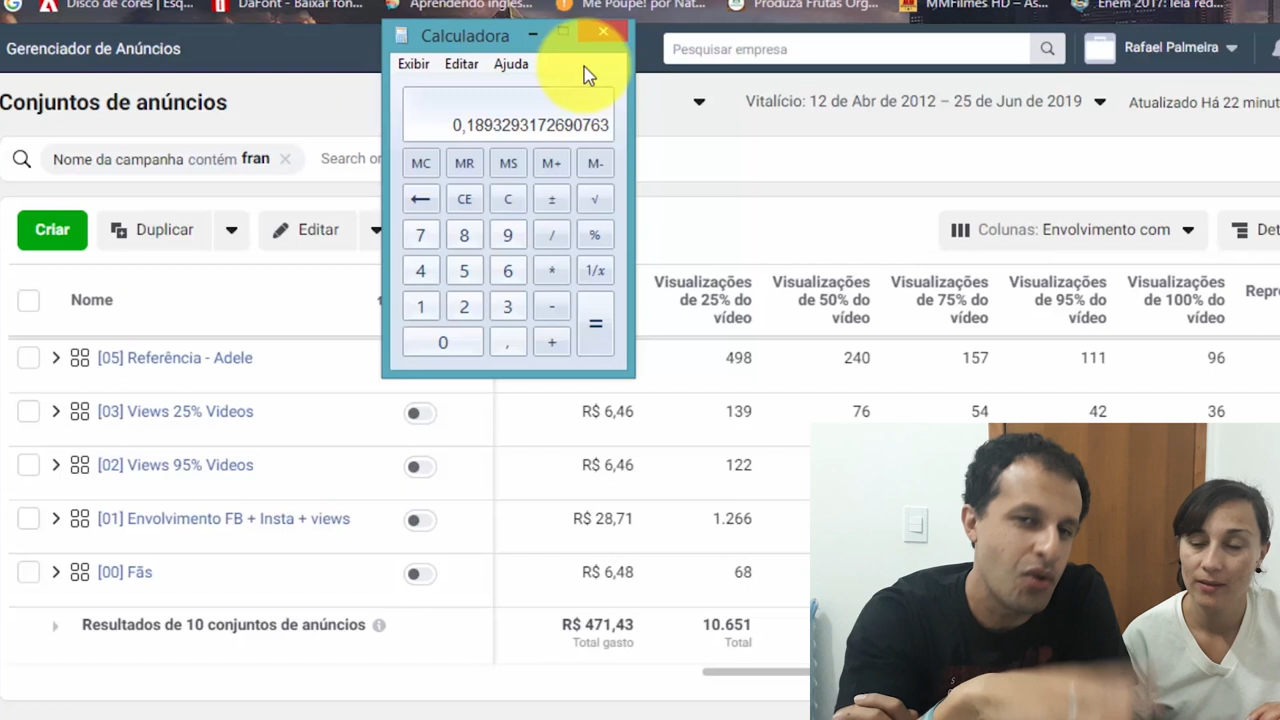 Disco de cores | Esq...
DaFont - Baixar fon...
Aprendendo inglês...
Me Poupe! por Nat...
Produza Frutas Org...
MMFilmes HD – As...
Enem 2017: leia red...
Gerenciador de Anúncios
Calculadora
Pesquisar empresa
Rafael Palmeira
Exibir Editar Ajuda
Conjuntos de anúncios
Vitalício: 12 de Abr de 2012 – 25 de Jun de 2019
Atualizado Há 22 minut
0,1893293172690763
Nome da campanha contém fran
Search or
MC MR MS M+ M-
← CE C ± √
Criar
Duplicar
Editar
7 8 9 / %
Colunas: Envolvimento com
Det
4 5 6 * 1/x
Nome
Visualizações de 25% do vídeo
Visualizações de 50% do vídeo
Visualizações de 75% do vídeo
Visualizações de 95% do vídeo
Visualizações de 100% do vídeo
Repro
1 2 3 - =
0 , +
[05] Referência - Adele 498 240 157 111 96
[03] Views 25% Videos R$ 6,46 139 76 54 42 36
[02] Views 95% Videos R$ 6,46 122
[01] Envolvimento FB + Insta + views R$ 28,71 1.266
[00] Fãs R$ 6,48 68
Resultados de 10 conjuntos de anúncios R$ 471,43 10.651
Total gasto Total